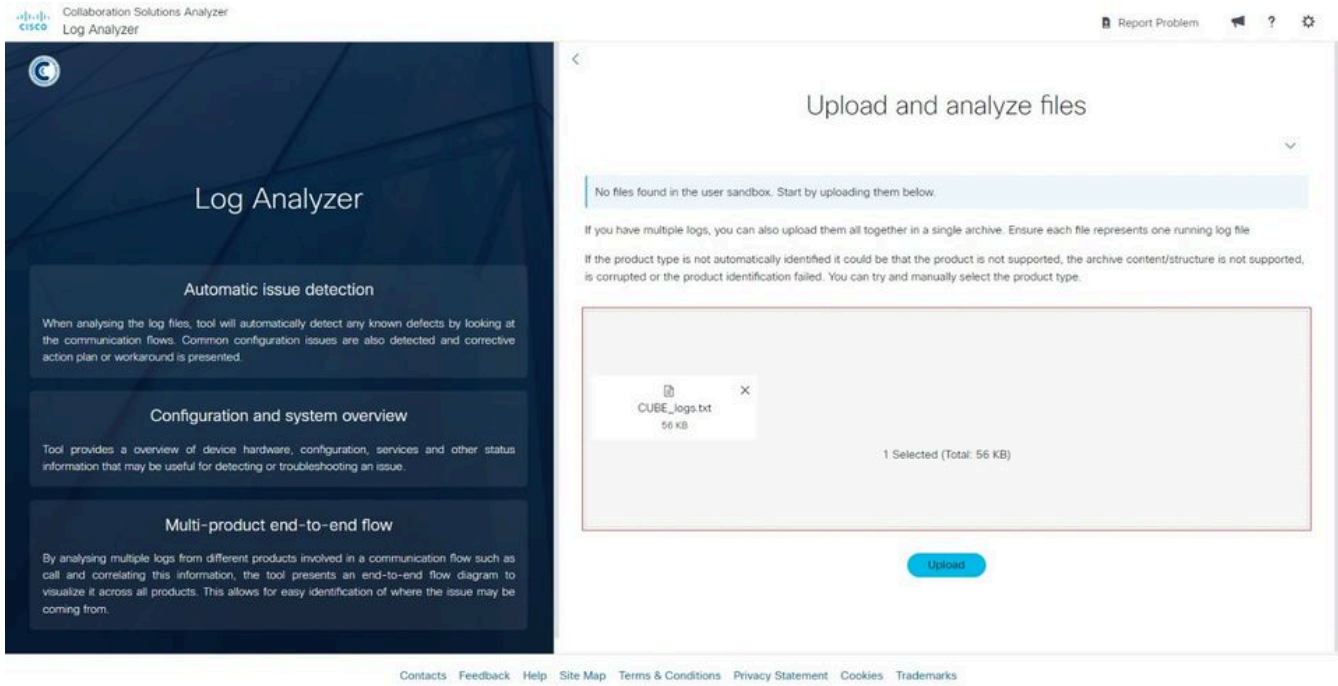 Collaboration Solutions Analyzer
CISCO
Log Analyzer
Report Problem
?
C
Log Analyzer
Automatic issue detection
When analysing the log files, tool will automatically detect any known defects by looking at
the communication flows. Common configuration issues are also detected and corrective
action plan or workaround is presented.
Configuration and system overview
Tool provides a overview of device hardware, configuration, services and other status
information that may be useful for detecting or troubleshooting an issue.
Multi-product end-to-end flow
By analysing multiple logs from different products involved in a communication flow such as
call and correlating this information, the tool presents an end-to-end flow diagram to
visualize it across all products. This allows for easy identification of where the issue may be
coming from.
Upload and analyze files
No files found in the user sandbox. Start by uploading them below.
If you have multiple logs, you can also upload them all together in a single archive. Ensure each file represents one running log file
If the product type is not automatically identified it could be that the product is not supported, the archive content/structure is not supported,
is corrupted or the product identification failed. You can try and manually select the product type.
CUBE_logs.txt
56 KB
1 Selected (Total: 56 KB)
Upload
Contacts Feedback Help Site Map Terms & Conditions Privacy Statement Cookies Trademarks